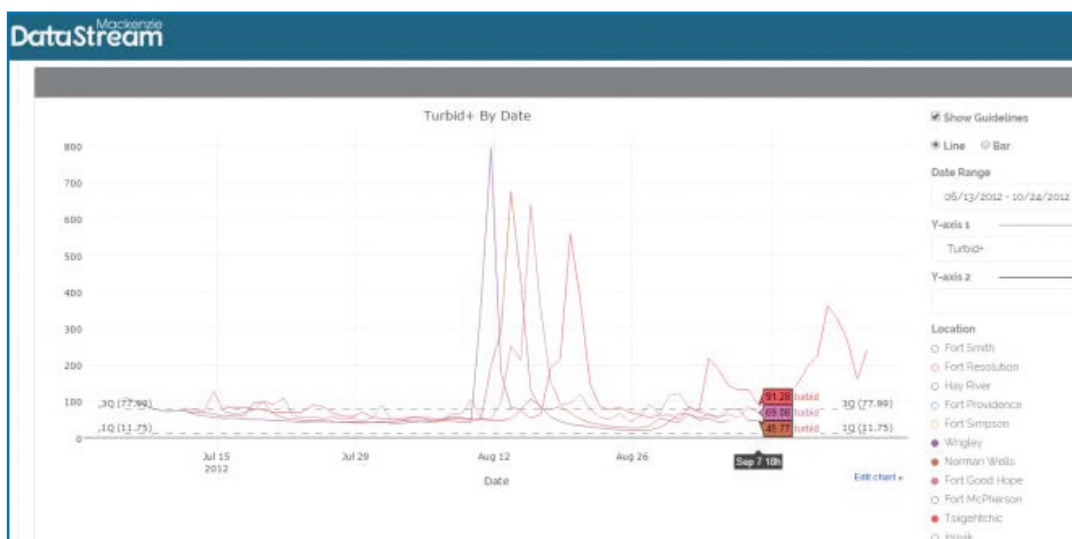 Mackenzie
DataStream
Turbid+ By Date
800
700
600
500
400
300
200
100
0
3Q (77.99)
1Q (11.75)
3Q (77.99)
1Q (11.75)
91.28 turbid
69.08 turbid
45.77 turbid
Jul 15
2012
Jul 29
Aug 12
Aug 26
Sep 7 18h
Date
Edit chart »
Show Guidelines
Line Bar
Date Range
06/13/2012 - 10/24/2012
Y-axis 1
Turbid+
Y-axis 2
Location
Fort Smith
Fort Resolution
Hay River
Fort Providence
Fort Simpson
Wrigley
Norman Wells
Fort Good Hope
Fort McPherson
Tsigehtchic
Inuvik